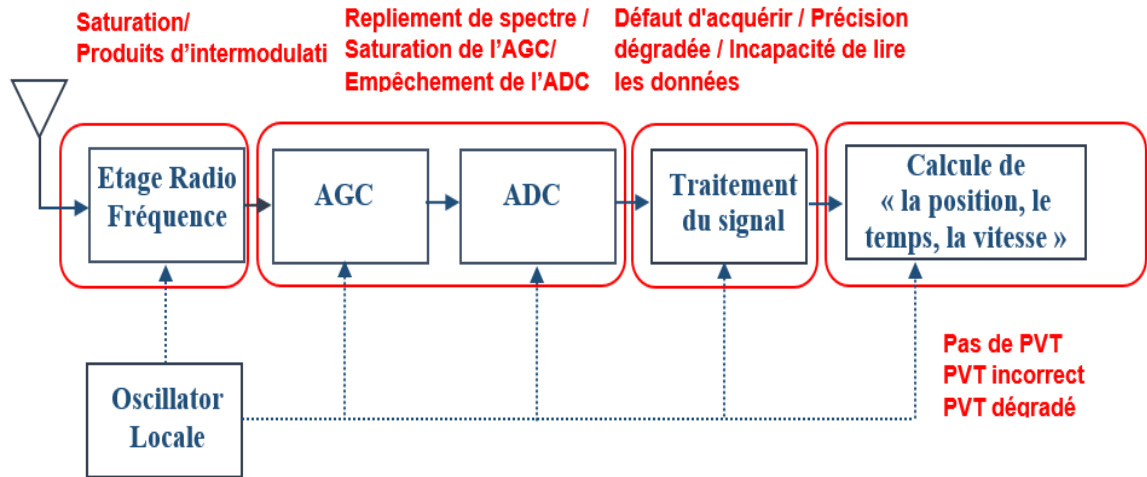 Saturation/
Produits d'intermodulati
Repliement de spectre /
Saturation de l'AGC/
Empêchement de l'ADC
Défaut d'acquérir / Précision
dégradée / Incapacité de lire
les données
Etage Radio
Fréquence
AGC
ADC
Traitement
du signal
Calcule de
« la position, le
temps, la vitesse »
Oscillator
Locale
Pas de PVT
PVT incorrect
PVT dégradé